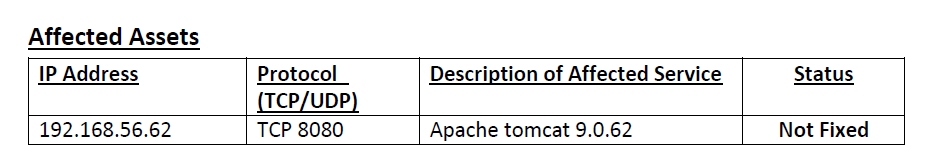 Affected Assets
IP Address Protocol Description of Affected Service Status
(TCP/UDP)
192.168.56.62 TCP 8080 Apache tomcat 9.0.62 Not Fixed